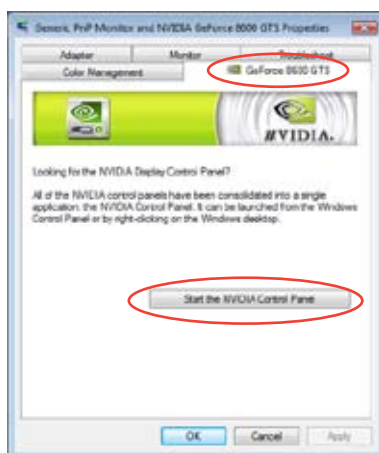 Generic PnP Monitor and NVIDIA GeForce 8600 GTS Properties
Adapter Monitor Troubleshoot
Color Management GeForce 8600 GTS
NVIDIA.
Looking for the NVIDIA Display Control Panel?
All of the NVIDIA control panels have been consolidated into a single
application: the NVIDIA Control Panel. It can be launched from the Windows
Control Panel or by right-clicking on the Windows desktop.
Start the NVIDIA Control Panel
OK Cancel Apply